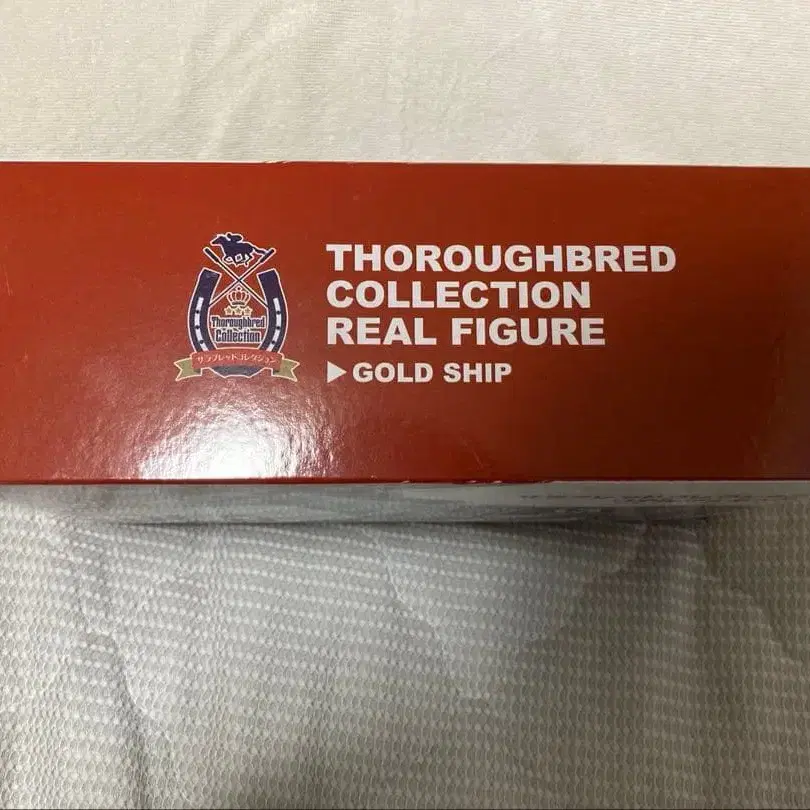 Thoroughbred
Collection
サラブレッドコレクション
THOROUGHBRED
COLLECTION
REAL FIGURE
▶GOLD SHIP